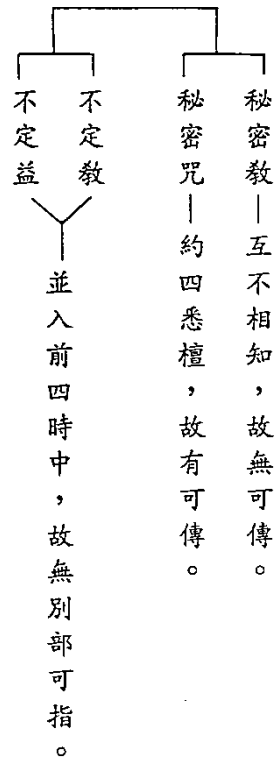 秘密教
互不相知，故無可傳。
秘密咒
約四悉檀，故有可傳。
不定教
不定益
並入前四時中，故無別部可指。